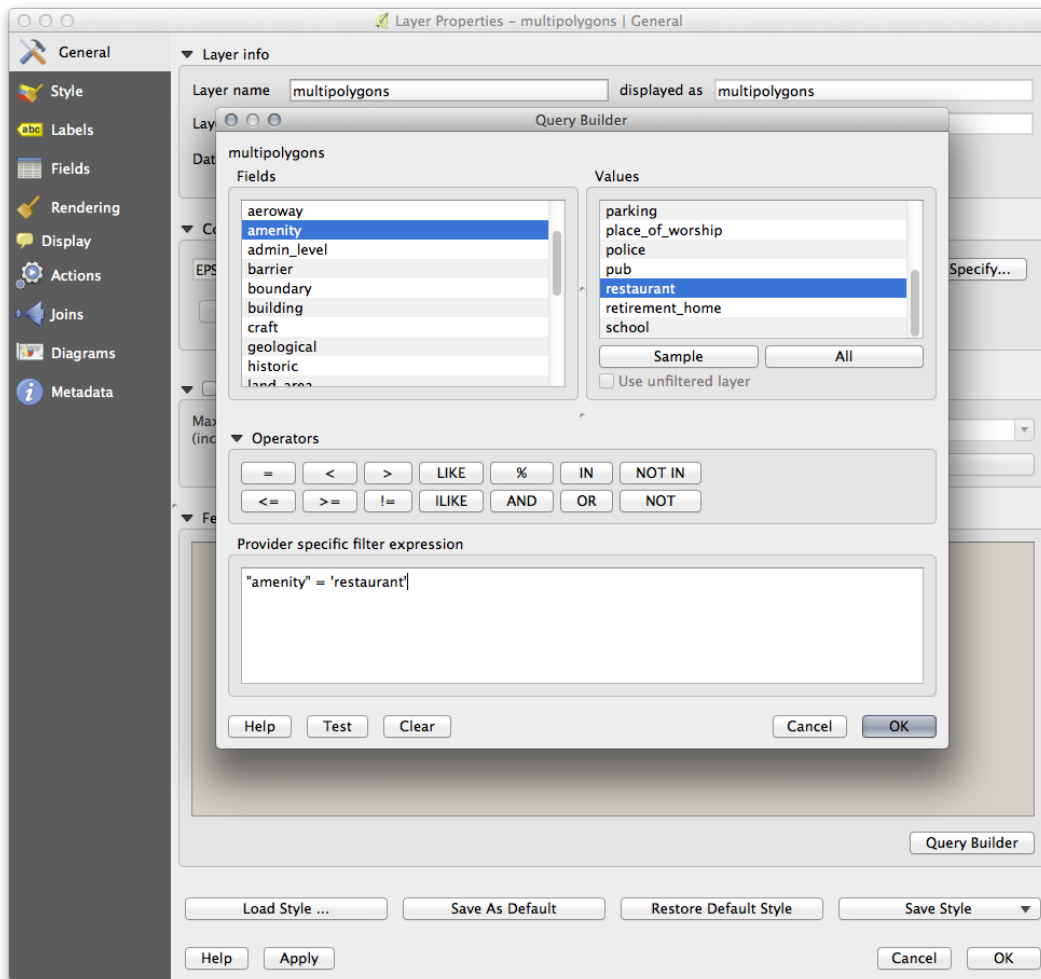 Layer Properties - multipolygons | General
General
Style
Labels
Fields
Rendering
Display
Actions
Joins
Diagrams
Metadata
Layer info
Layer name multipolygons displayed as multipolygons
Query Builder
multipolygons
Fields
aeroway
amenity
admin_level
barrier
boundary
building
craft
geological
historic
land_area
Values
parking
place_of_worship
police
pub
restaurant
retirement_home
school
Sample All
Use unfiltered layer
Specify...
Operators
= < > LIKE % IN NOT IN
<= >= != ILIKE AND OR NOT
Provider specific filter expression
"amenity" = 'restaurant'
Help Test Clear Cancel OK
Query Builder
Load Style ... Save As Default Restore Default Style Save Style
Help Apply Cancel OK